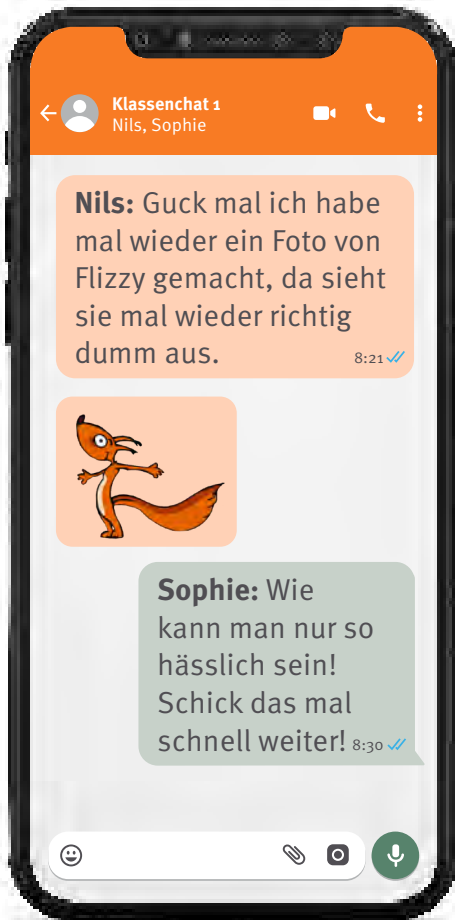 Klassenchat 1
Nils, Sophie
Nils: Guck mal ich habe
mal wieder ein Foto von
Flizzy gemacht, da sieht
sie mal wieder richtig
dumm aus.
8:21
Sophie: Wie
kann man nur so
hässlich sein!
Schick das mal
schnell weiter! 8:30